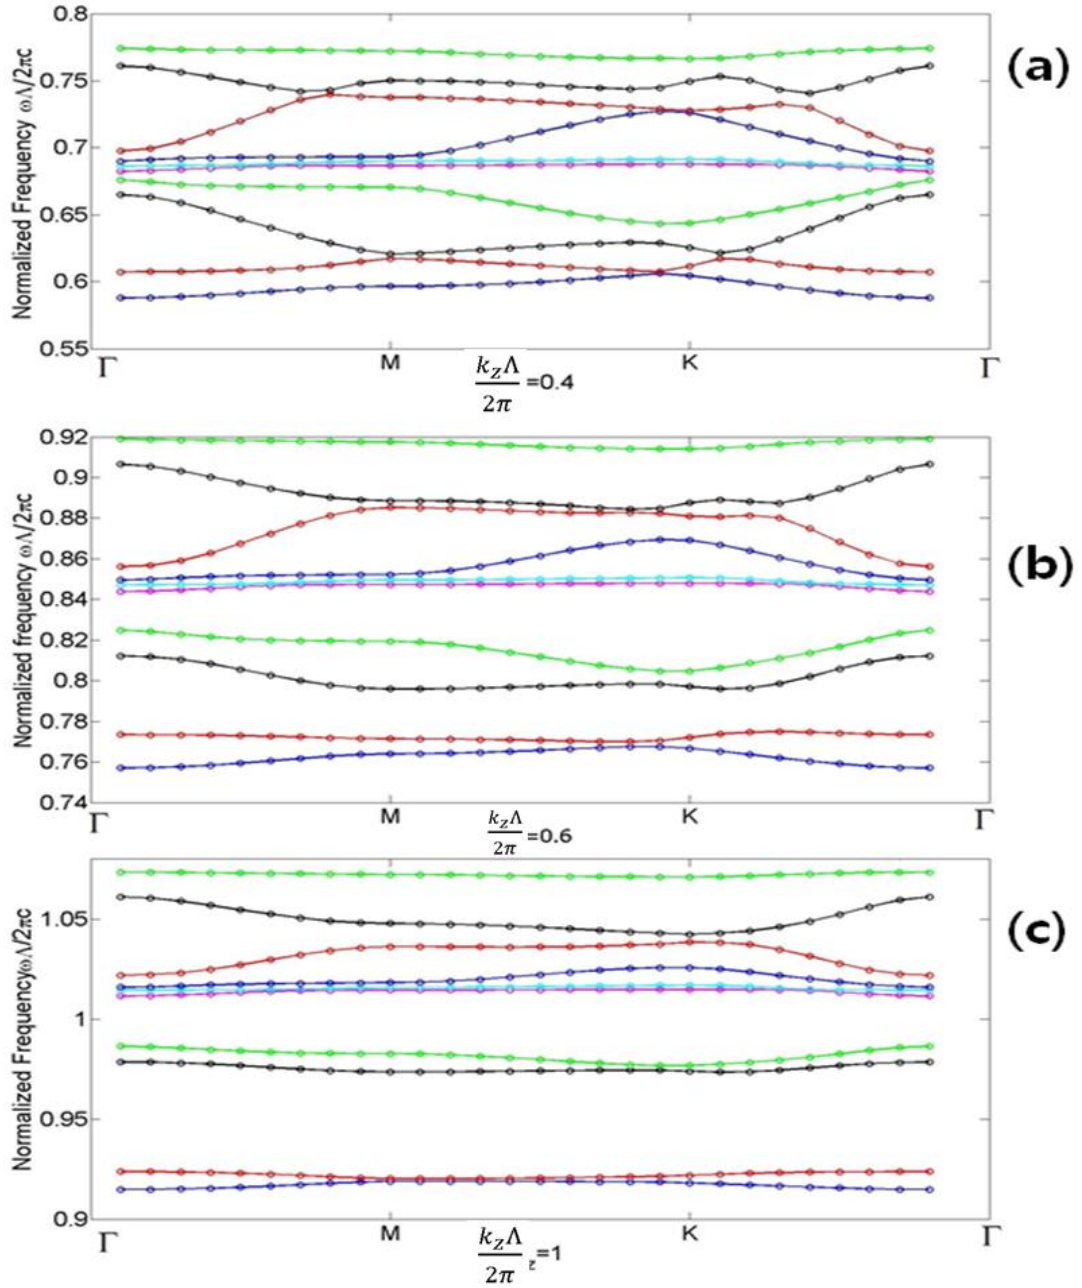 0.8
0.75
0.7
0.65
0.6
0.55
Normalized Frequency ωΛ/2πc
Γ M K Γ
k_zΛ/2π =0.4
(a)
0.92
0.9
0.88
0.86
0.84
0.82
0.8
0.78
0.76
0.74
Normalized frequency ωΛ/2πc
Γ M K Γ
k_zΛ/2π =0.6
(b)
1.05
1
0.95
0.9
Normalized FrequencyωΛ/2πc
Γ M K Γ
k_zΛ/2π z=1
(c)